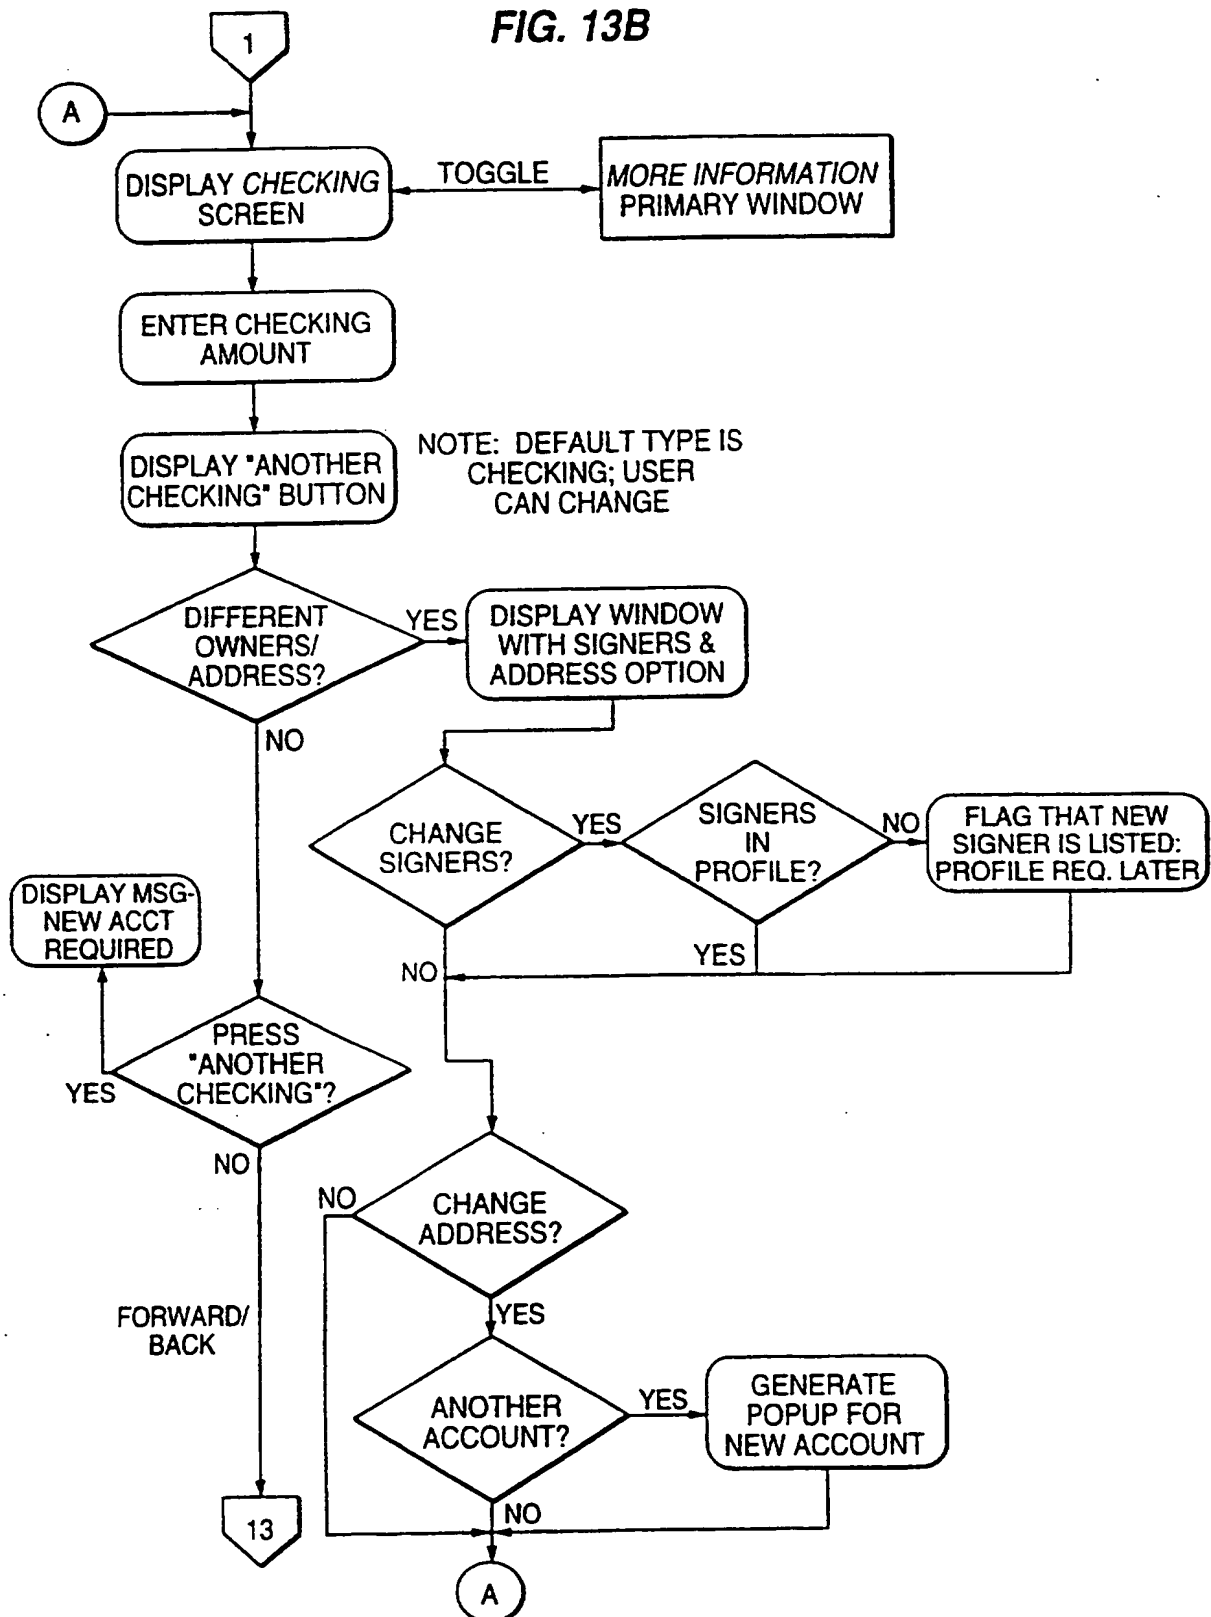 FIG. 13B
1
A
DISPLAY CHECKING
SCREEN
TOGGLE
MORE INFORMATION
PRIMARY WINDOW
ENTER CHECKING
AMOUNT
DISPLAY "ANOTHER
CHECKING" BUTTON
NOTE: DEFAULT TYPE IS
CHECKING; USER
CAN CHANGE
DIFFERENT
OWNERS/
ADDRESS?
YES
DISPLAY WINDOW
WITH SIGNERS &
ADDRESS OPTION
NO
CHANGE
SIGNERS?
YES
SIGNERS
IN
PROFILE?
NO
FLAG THAT NEW
SIGNER IS LISTED:
PROFILE REQ. LATER
DISPLAY MSG-
NEW ACCT
REQUIRED
NO
YES
PRESS
"ANOTHER
CHECKING"?
YES
NO
NO
CHANGE
ADDRESS?
YES
FORWARD/
BACK
ANOTHER
ACCOUNT?
YES
GENERATE
POPUP FOR
NEW ACCOUNT
NO
13
A